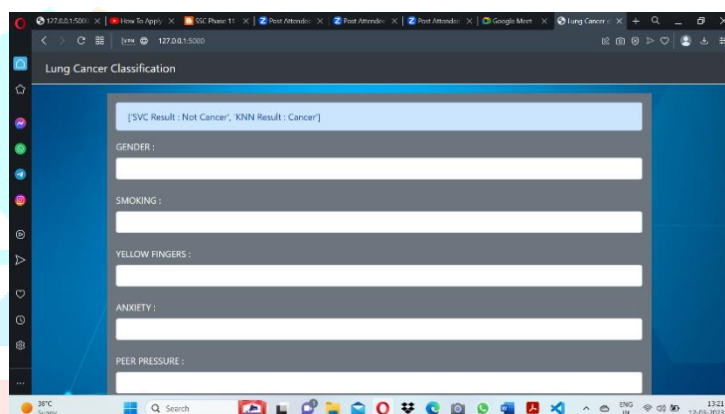 127.0.0.1:5000
How To Apply
SSC Phase 11
Post Attendee
Post Attendee
Post Attendee
Google Meet
Lung Cancer
VPN 127.0.0.1:5000
Lung Cancer Classification
['SVC Result : Not Cancer', 'KNN Result : Cancer']
GENDER :
SMOKING :
YELLOW FINGERS :
ANXIETY :
PEER PRESSURE :
36°C
Sunny
Search
ENG
IN
13:21